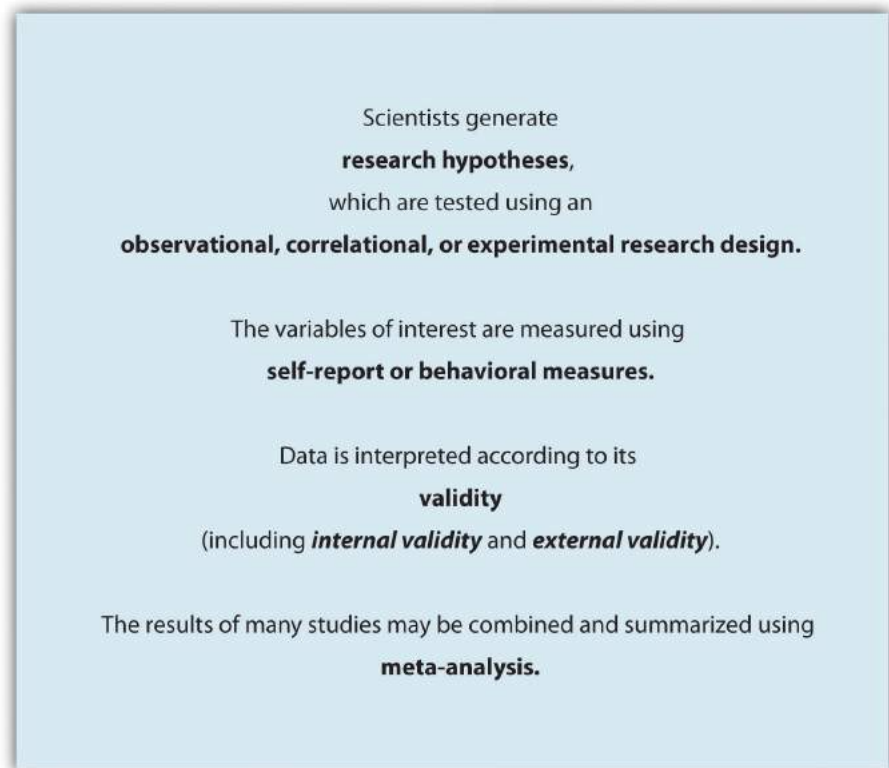 Scientists generate
research hypotheses,
which are tested using an
observational, correlational, or experimental research design.
The variables of interest are measured using
self-report or behavioral measures.
Data is interpreted according to its
validity
(including internal validity and external validity).
The results of many studies may be combined and summarized using
meta-analysis.